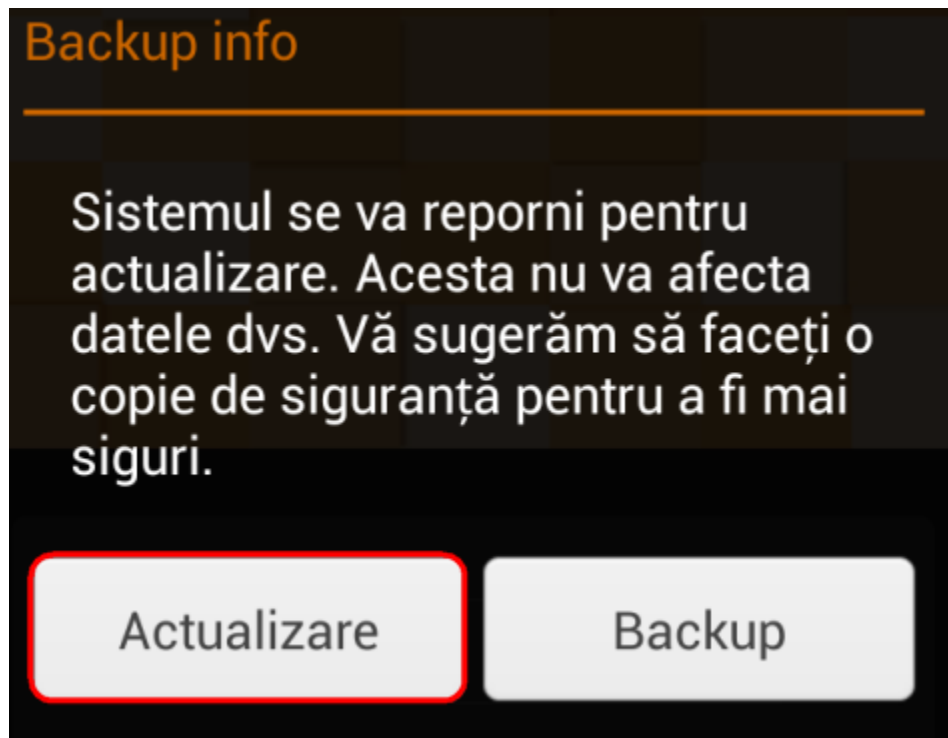 Backup info
Sistemul se va reporni pentru
actualizare. Acesta nu va afecta
datele dvs. Vă sugerăm să faceți o
copie de siguranță pentru a fi mai
siguri.
Actualizare
Backup